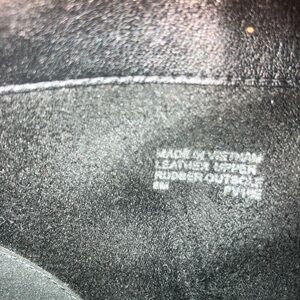 MADE IN VIETNAM
LEATHER UPPER
RUBBER OUTSOLE